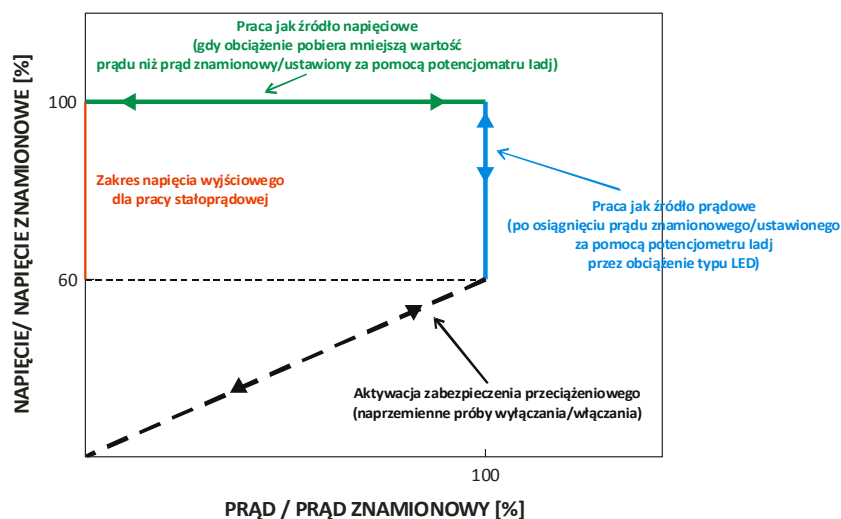 Praca jak źródło napięciowe
(gdy obciążenie pobiera mniejszą wartość
prądu niż prąd znamionowy/ustawiony za pomocą potencjomatru Iadj)
NAPIĘCIE/ NAPIĘCIE ZNAMIONOWE [%]
100
Zakres napięcia wyjściowego
dla pracy stałoprądowej
Praca jak źródło prądowe
(po osiągnięciu prądu znamionowego/ustawionego
za pomocą potencjometru Iadj
przez obciążenie typu LED)
60
Aktywacja zabezpieczenia przeciążeniowego
(naprzemienne próby wyłączania/włączania)
100
PRĄD / PRĄD ZNAMIONOWY [%]